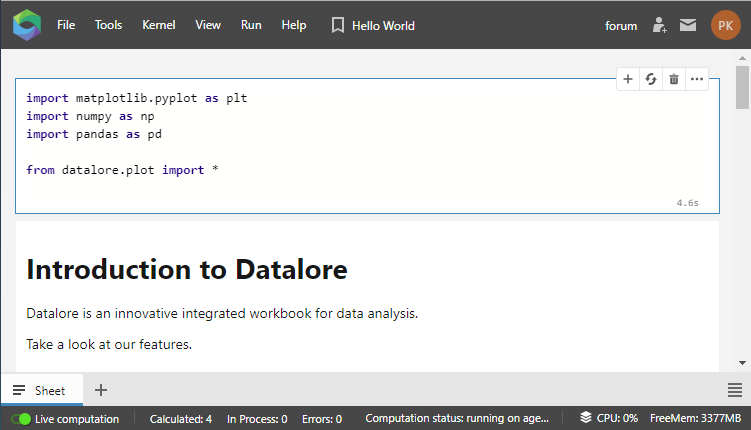 File Tools Kernel View Run Help Hello World forum PK
import matplotlib.pyplot as plt
import numpy as np
import pandas as pd
from datalore.plot import *
4.6s
Introduction to Datalore
Datalore is an innovative integrated workbook for data analysis.
Take a look at our features.
Sheet
Live computation Calculated: 4 In Process: 0 Errors: 0 Computation status: running on age... CPU: 0% FreeMem: 3377MB